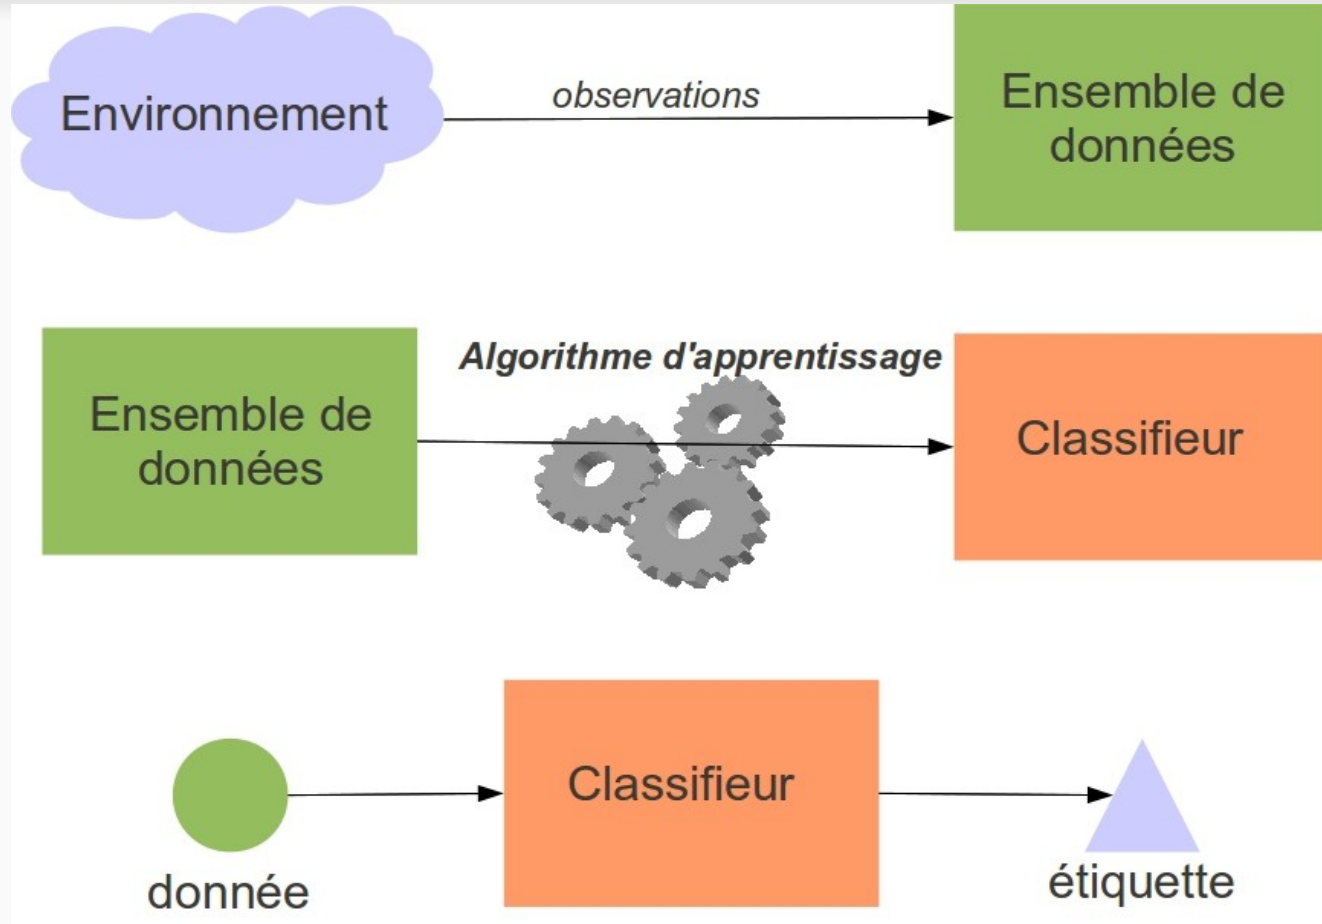 Environnement
observations
Ensemble de
données
Ensemble de
données
Algorithme d'apprentissage
Classifieur
donnée
Classifieur
étiquette